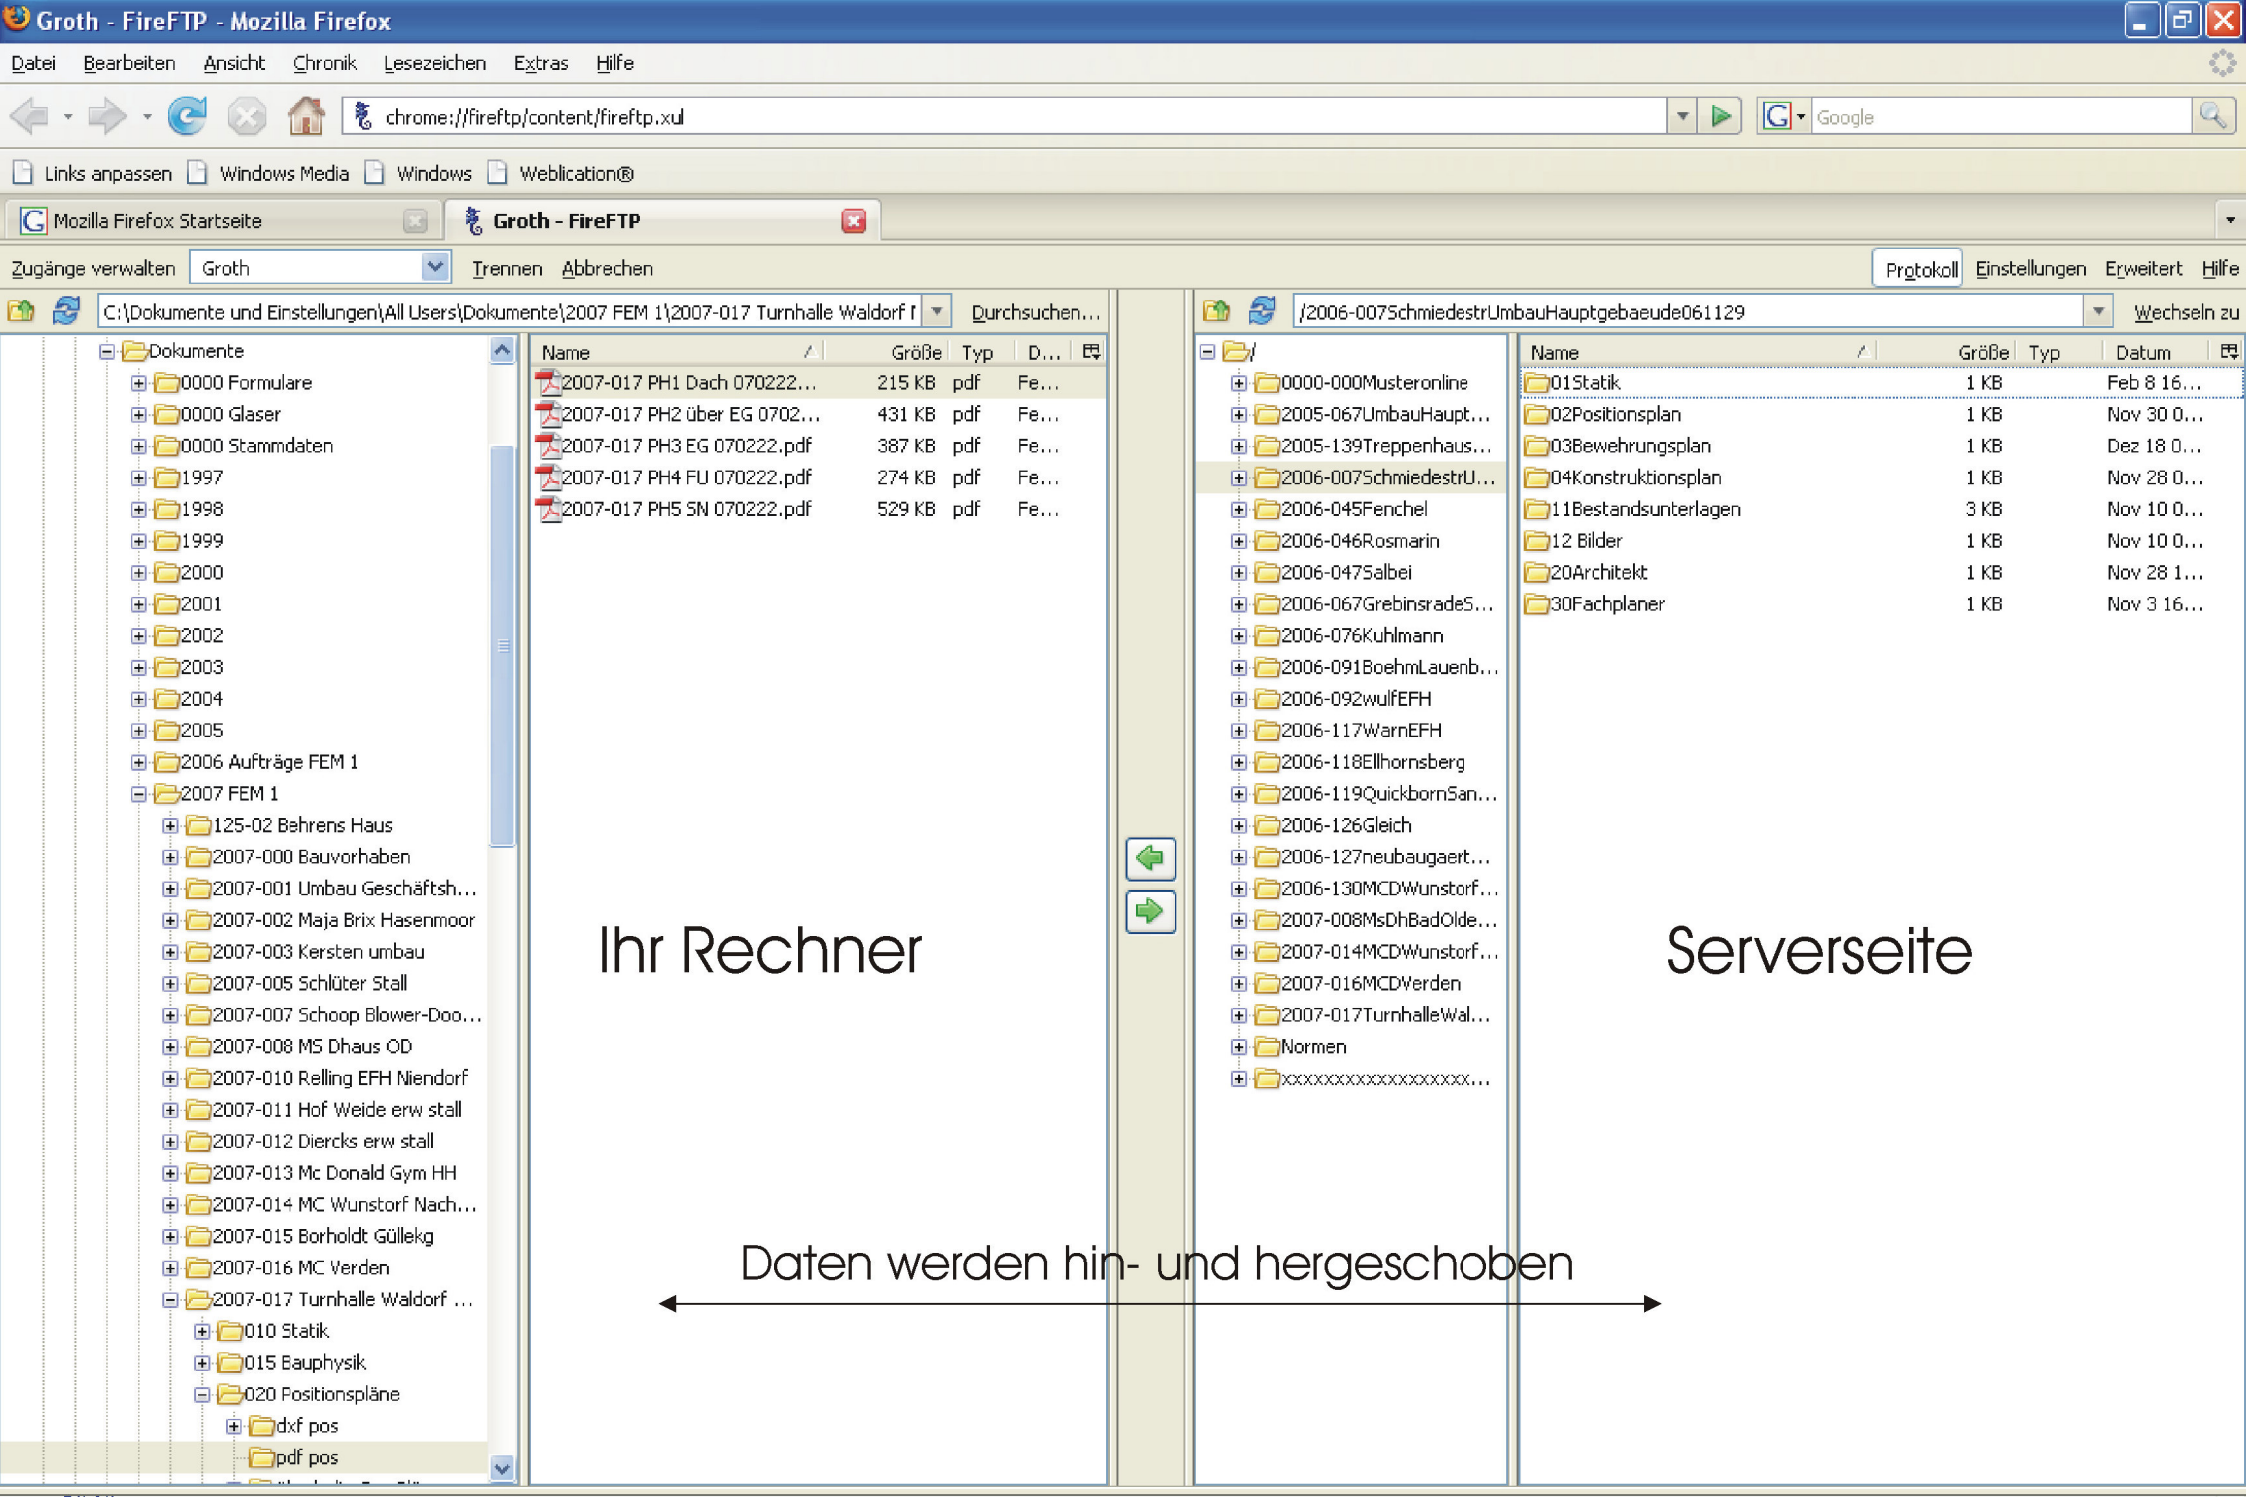 Groth - FireFTP - Mozilla Firefox
Datei Bearbeiten Ansicht Chronik Lesezeichen Extras Hilfe
chrome://fireftp/content/fireftp.xul
Google
Links anpassen Windows Media Windows Weblication®
Mozilla Firefox Startseite Groth - FireFTP
Zugänge verwalten Groth Trennen Abbrechen Protokoll Einstellungen Erweitert Hilfe
C:\Dokumente und Einstellungen\All Users\Dokumente\2007 FEM 1\2007-017 Turnhalle Waldorf Durchsuchen...
/2006-007SchmiedestrUmbauHauptgebaeude061129 Wechseln zu
Dokumente
0000 Formulare
0000 Glaser
0000 Stammdaten
1997
1998
1999
2000
2001
2002
2003
2004
2005
2006 Aufträge FEM 1
2007 FEM 1
125-02 Behrens Haus
2007-000 Bauvorhaben
2007-001 Umbau Geschäftsh...
2007-002 Maja Brix Hasenmoor
2007-003 Kersten umbau
2007-005 Schlüter Stall
2007-007 Schoop Blower-Doo...
2007-008 MS Dhaus OD
2007-010 Relling EFH Niendorf
2007-011 Hof Weide erw stall
2007-012 Diercks erw stall
2007-013 Mc Donald Gym HH
2007-014 MC Wunstorf Nach...
2007-015 Borholdt Güllekg
2007-016 MC Verden
2007-017 Turnhalle Waldorf ...
010 Statik
015 Bauphysik
020 Positionspläne
dxf pos
pdf pos
Name Größe Typ D...
2007-017 PH1 Dach 070222... 215 KB pdf Fe...
2007-017 PH2 über EG 0702... 431 KB pdf Fe...
2007-017 PH3 EG 070222.pdf 387 KB pdf Fe...
2007-017 PH4 FU 070222.pdf 274 KB pdf Fe...
2007-017 PH5 SN 070222.pdf 529 KB pdf Fe...
Ihr Rechner
/
0000-000Musteronline
2005-067UmbauHaupt...
2005-139Treppenhaus...
2006-007SchmiedestrU...
2006-045Fenchel
2006-046Rosmarin
2006-047Salbei
2006-067GrebinsradeS...
2006-076Kuhlmann
2006-091BoehmLauenb...
2006-092wulfEFH
2006-117WarnEFH
2006-118Ellhornsberg
2006-119QuickbornSan...
2006-126Gleich
2006-127neubaugaert...
2006-130MCDWunstorf...
2007-008MsDhBadOlde...
2007-014MCDWunstorf...
2007-016MCDVerden
2007-017TurnhalleWal...
Normen
xxxxxxxxxxxxxxxxxx...
Name Größe Typ Datum
01Statik 1 KB Feb 8 16...
02Positionsplan 1 KB Nov 30 0...
03Bewehrungsplan 1 KB Dez 18 0...
04Konstruktionsplan 1 KB Nov 28 0...
11Bestandsunterlagen 3 KB Nov 10 0...
12 Bilder 1 KB Nov 10 0...
20Architekt 1 KB Nov 28 1...
30Fachplaner 1 KB Nov 3 16...
Serverseite
Daten werden hin- und hergeschoben